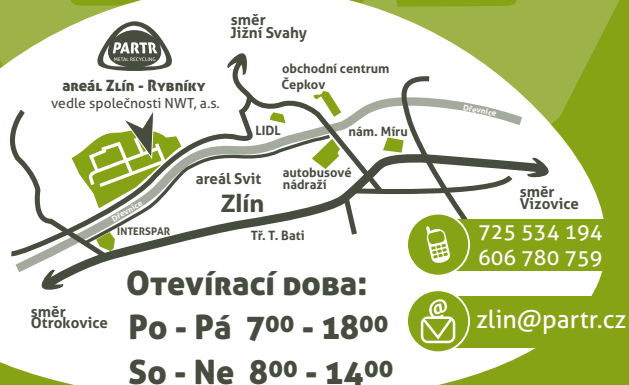 PARTR
METAL RECYCLING
areál Zlín - Rybníky
vedle společnosti NWT, a.s.
směr
Jižní Svahy
obchodní centrum
Čepkov
Dřevnice
LIDL
nám. Míru
areál Svit
autobusové
nádraží
Zlín
směr
Vizovice
Dřevnice
INTERSPAR
Tř. T. Bati
směr
Otrokovice
725 534 194
606 780 759
Otevírací doba:
Po - Pá 7⁰⁰ - 18⁰⁰
So - Ne 8⁰⁰ - 14⁰⁰
@
zlin@partr.cz